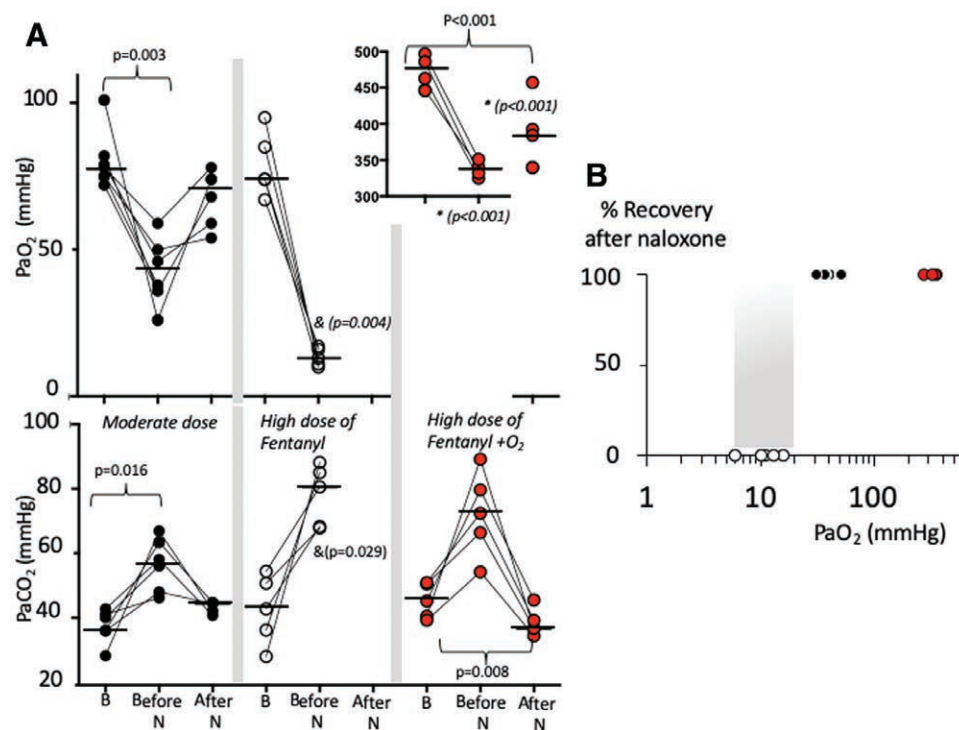 A
p=0.003
P<0.001
100
50
0
PaO2 (mmHg)
& (p=0.004)
500
450
400
350
300
* (p<0.001)
* (p<0.001)
B
% Recovery
after naloxone
100
50
0
1
10
100
PaO2 (mmHg)
Moderate dose
High dose of
Fentanyl
High dose of
Fentanyl +O2
100
80
60
40
20
PaCO2 (mmHg)
p=0.016
&(p=0.029)
p=0.008
B
Before
N
After
N
B
Before
N
After
N
B
Before
N
After
N